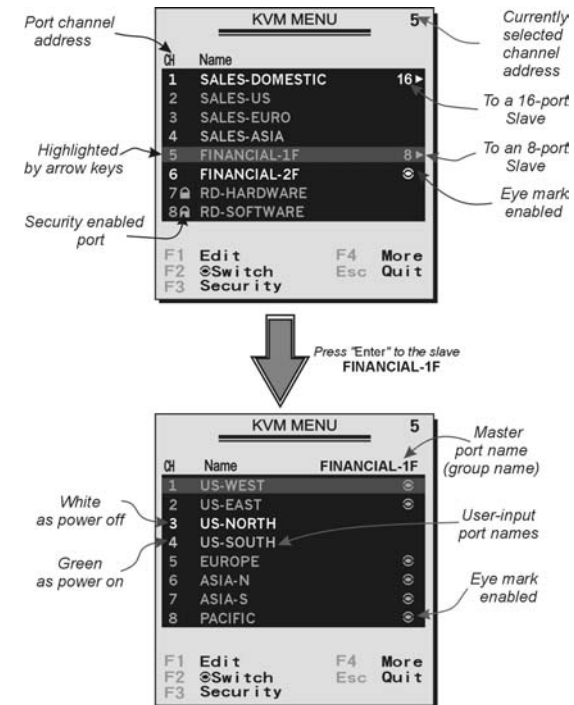 Port channel
address
KVM MENU 5
Currently
selected
channel
address
CH Name
1 SALES-DOMESTIC 16
2 SALES-US
3 SALES-EURO
4 SALES-ASIA
5 FINANCIAL-1F 8
6 FINANCIAL-2F
7 RD-HARDWARE
8 RD-SOFTWARE
To a 16-port
Slave
To an 8-port
Slave
Highlighted
by arrow keys
Eye mark
enabled
Security enabled
port
F1 Edit F4 More
F2 Switch Esc Quit
F3 Security
Press "Enter" to the slave
FINANCIAL-1F
KVM MENU 5
Master
port name
(group name)
CH Name FINANCIAL-1F
1 US-WEST
2 US-EAST
3 US-NORTH
4 US-SOUTH
5 EUROPE
6 ASIA-N
7 ASIA-S
8 PACIFIC
White
as power off
Green
as power on
User-input
port names
Eye mark
enabled
F1 Edit F4 More
F2 Switch Esc Quit
F3 Security